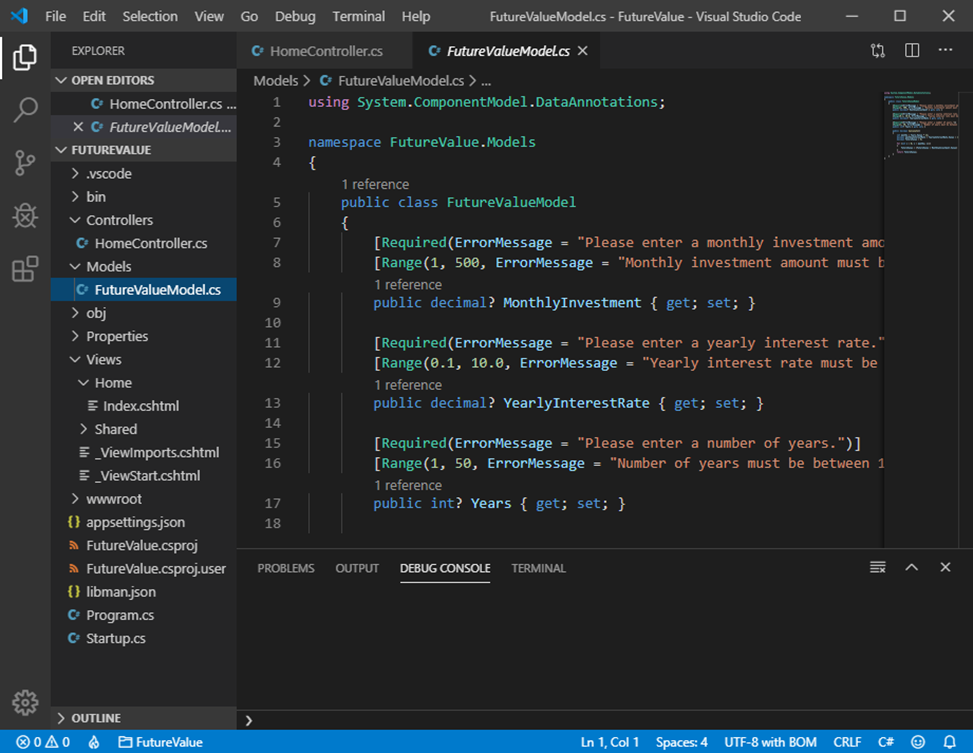 File Edit Selection View Go Debug Terminal Help FutureValueModel.cs - FutureValue - Visual Studio Code
EXPLORER
OPEN EDITORS
HomeController.cs ...
FutureValueModel....
FUTUREVALUE
.vscode
bin
Controllers
HomeController.cs
Models
FutureValueModel.cs
obj
Properties
Views
Home
Index.cshtml
Shared
_ViewImports.cshtml
_ViewStart.cshtml
wwwroot
appsettings.json
FutureValue.csproj
FutureValue.csproj.user
libman.json
Program.cs
Startup.cs
OUTLINE
HomeController.cs FutureValueModel.cs
Models > FutureValueModel.cs > ...
1 using System.ComponentModel.DataAnnotations;
2
3 namespace FutureValue.Models
4 {
1 reference
5 public class FutureValueModel
6 {
7 [Required(ErrorMessage = "Please enter a monthly investment amo
8 [Range(1, 500, ErrorMessage = "Monthly investment amount must b
1 reference
9 public decimal? MonthlyInvestment { get; set; }
10
11 [Required(ErrorMessage = "Please enter a yearly interest rate."
12 [Range(0.1, 10.0, ErrorMessage = "Yearly interest rate must be
1 reference
13 public decimal? YearlyInterestRate { get; set; }
14
15 [Required(ErrorMessage = "Please enter a number of years.")]
16 [Range(1, 50, ErrorMessage = "Number of years must be between 1
1 reference
17 public int? Years { get; set; }
18
PROBLEMS OUTPUT DEBUG CONSOLE TERMINAL
0 0 FutureValue Ln 1, Col 1 Spaces: 4 UTF-8 with BOM CRLF C#